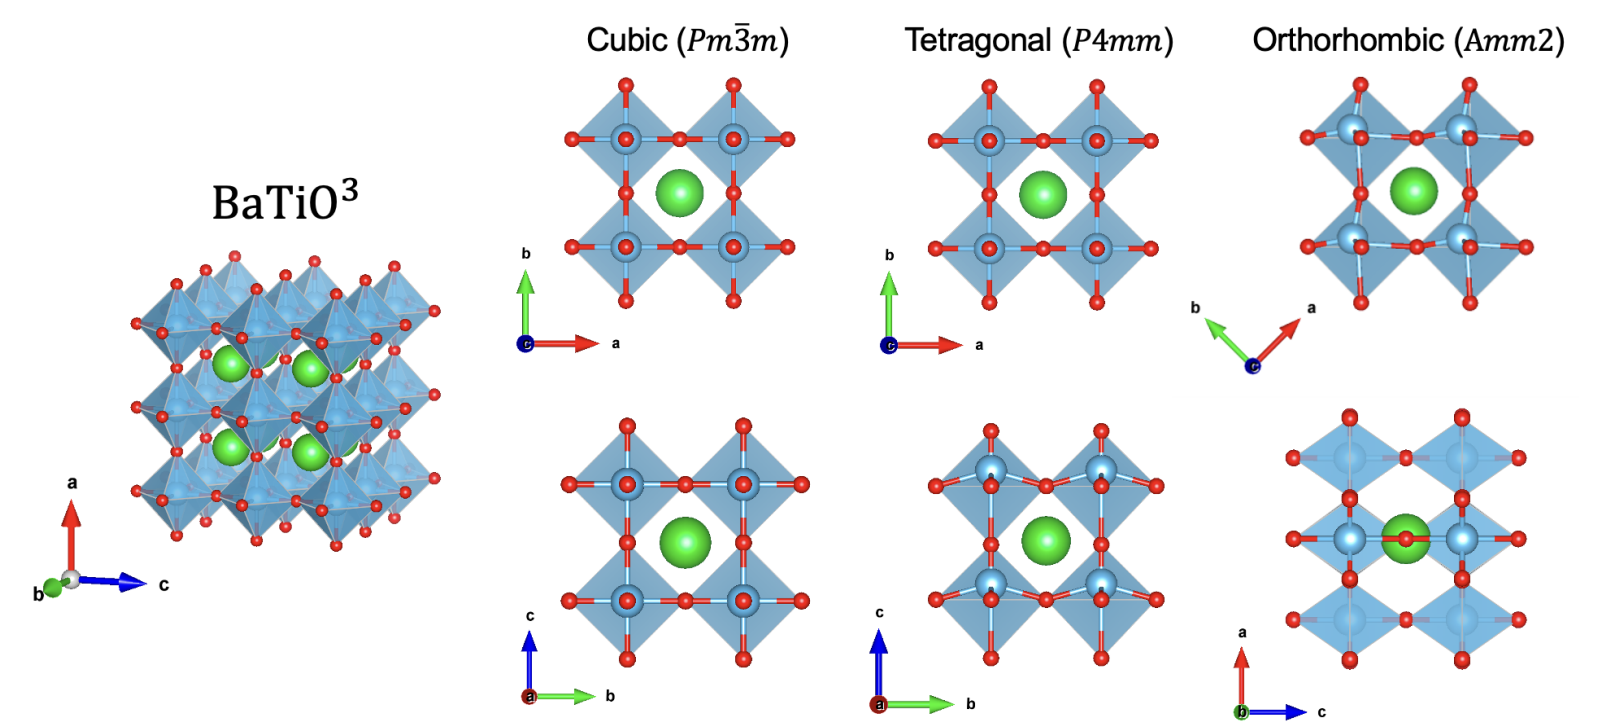 Cubic (Pm3̅m)
Tetragonal (P4mm)
Orthorhombic (Amm2)
BaTiO³
b
c
a
b
c
a
b
a
c
a
b
c
c
a
b
c
a
b
a
b
c